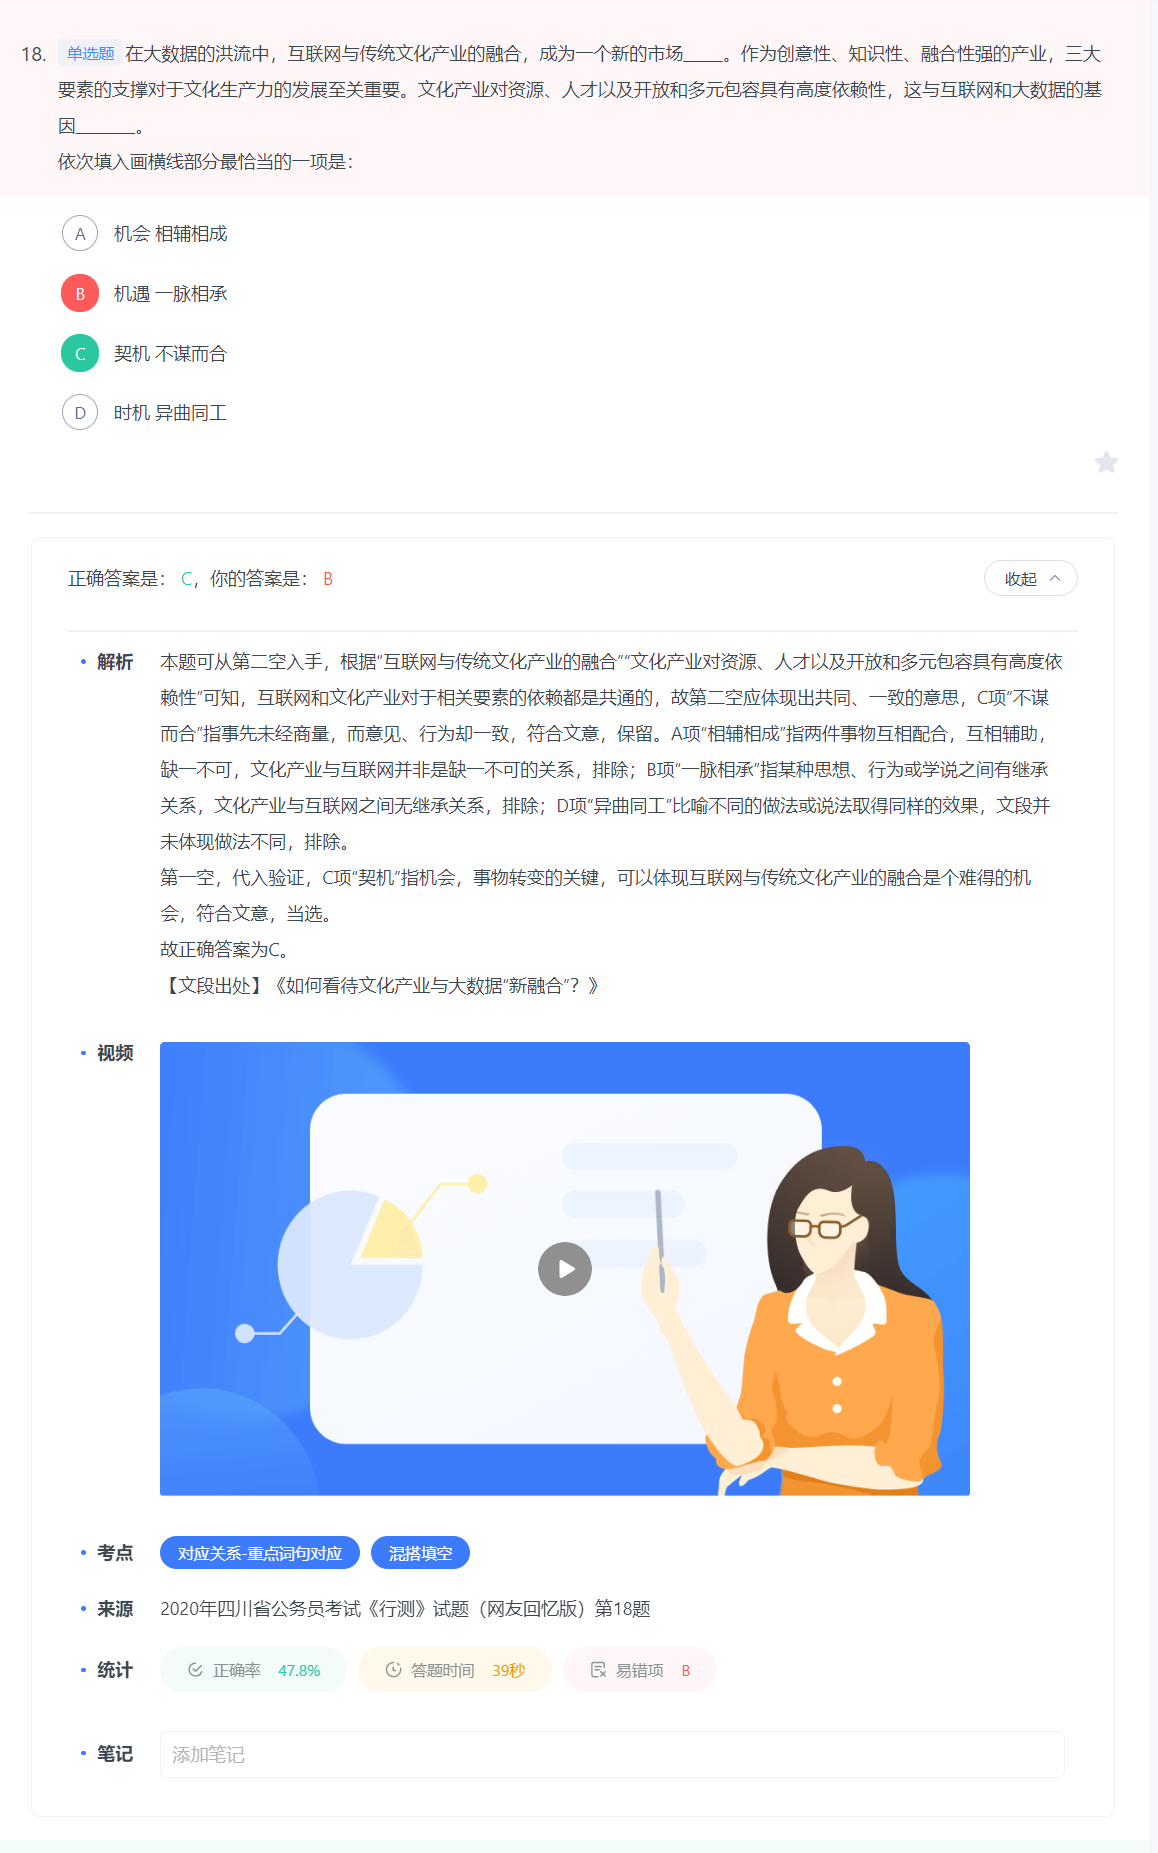 18. 单选题 在大数据的洪流中，互联网与传统文化产业的融合，成为一个新的市场____。作为创意性、知识性、融合性强的产业，三大
要素的支撑对于文化生产力的发展至关重要。文化产业对资源、人才以及开放和多元包容具有高度依赖性，这与互联网和大数据的基
因______。
依次填入画横线部分最恰当的一项是：
A 机会 相辅相成
B 机遇 一脉相承
C 契机 不谋而合
D 时机 异曲同工
正确答案是： C，你的答案是： B
收起
解析 本题可从第二空入手，根据“互联网与传统文化产业的融合”“文化产业对资源、人才以及开放和多元包容具有高度依
赖性”可知，互联网和文化产业对于相关要素的依赖都是共通的，故第二空应体现出共同、一致的意思，C项“不谋
而合”指事先未经商量，而意见、行为却一致，符合文意，保留。A项“相辅相成”指两件事物互相配合，互相辅助，
缺一不可，文化产业与互联网并非是缺一不可的关系，排除；B项“一脉相承”指某种思想、行为或学说之间有继承
关系，文化产业与互联网之间无继承关系，排除；D项“异曲同工”比喻不同的做法或说法取得同样的效果，文段并
未体现做法不同，排除。
第一空，代入验证，C项“契机”指机会，事物转变的关键，可以体现互联网与传统文化产业的融合是个难得的机
会，符合文意，当选。
故正确答案为C。
【文段出处】《如何看待文化产业与大数据“新融合”？》
视频
考点 对应关系-重点词句对应 混搭填空
来源 2020年四川省公务员考试《行测》试题（网友回忆版）第18题
统计 正确率 47.8% 答题时间 39秒 易错项 B
笔记 添加笔记